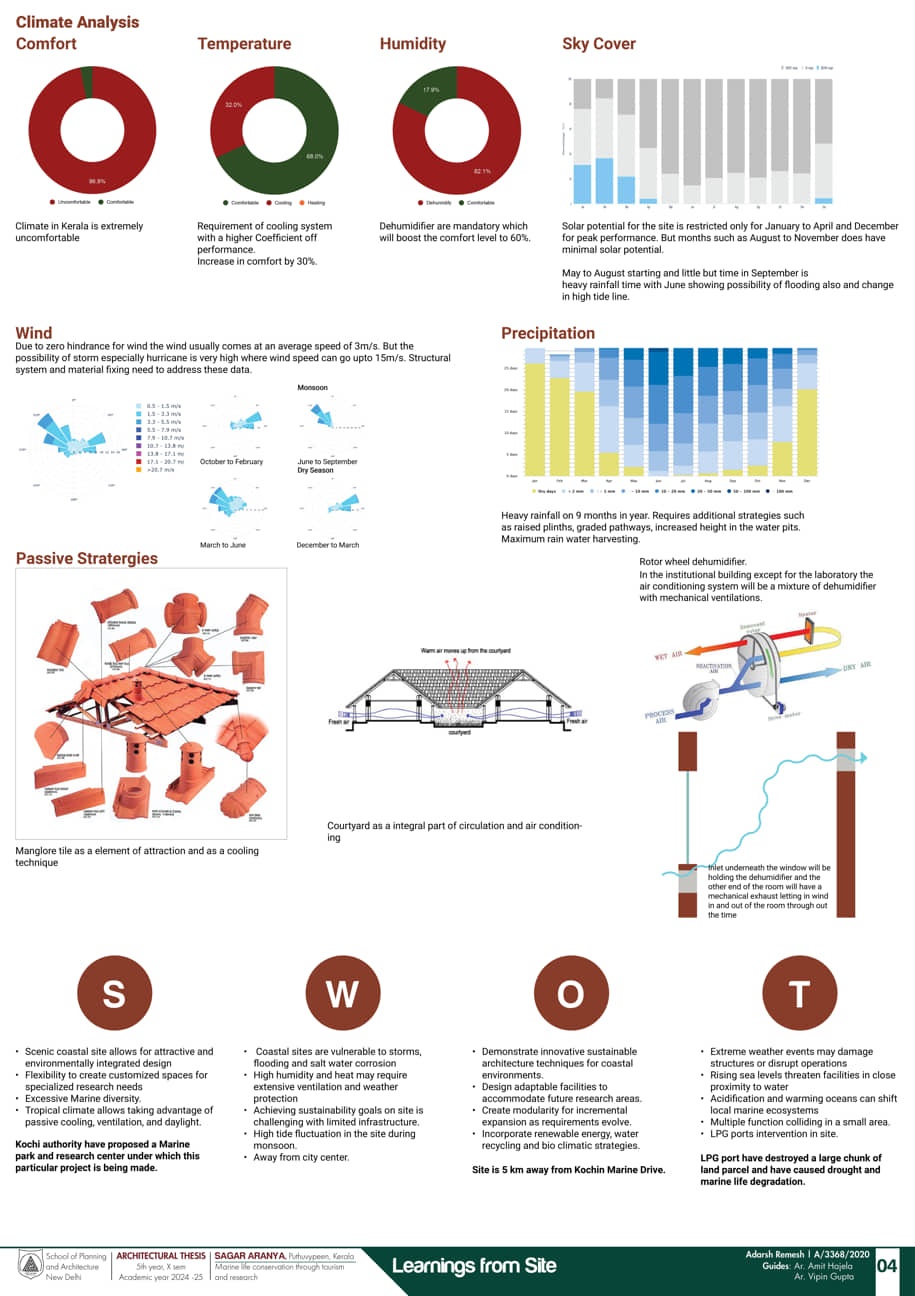 Climate Analysis
Comfort
Temperature
Humidity
Sky Cover
96.9%
Uncomfortable
Comfortable
Climate in Kerala is extremely
uncomfortable
32.0%
68.0%
Comfortable
Cooling
Heating
Requirement of cooling system
with a higher Coefficient off
performance.
Increase in comfort by 30%.
17.9%
82.1%
Dehumidify
Comfortable
Dehumidifier are mandatory which
will boost the comfort level to 60%.
Solar potential for the site is restricted only for January to April and December
for peak performance. But months such as August to November does have
minimal solar potential.
May to August starting and little but time in September is
heavy rainfall time with June showing possibility of flooding also and change
in high tide line.
Wind
Due to zero hindrance for wind the wind usually comes at an average speed of 3m/s. But the
possibility of storm especially hurricane is very high where wind speed can go upto 15m/s. Structural
system and material fixing need to address these data.
0.5 - 1.5 m/s
1.5 - 3.3 m/s
3.3 - 5.5 m/s
5.5 - 7.9 m/s
7.9 - 10.7 m/s
10.7 - 13.8 m/
13.8 - 17.1 m/
17.1 - 20.7 m/
>20.7 m/s
Monsoon
October to February
June to September
Dry Season
March to June
December to March
Precipitation
25 days
20 days
15 days
10 days
5 days
0 days
Jan Feb Mar Apr May Jun Jul Aug Sep Oct Nov Dec
Dry days
Heavy rainfall on 9 months in year. Requires additional strategies such
as raised plinths, graded pathways, increased height in the water pits.
Maximum rain water harvesting.
Passive Stratergies
Manglore tile as a element of attraction and as a cooling
technique
Warm air moves up from the courtyard
Fresh air
Fresh air
courtyard
Courtyard as a integral part of circulation and air condition-
ing
Rotor wheel dehumidifier.
In the institutional building except for the laboratory the
air conditioning system will be a mixture of dehumidifier
with mechanical ventilations.
Heater
WET AIR
REACTIVATION
AIR
DRY AIR
PROCESS
AIR
Inlet underneath the window will be
holding the dehumidifier and the
other end of the room will have a
mechanical exhaust letting in wind
in and out of the room through out
the time
S
• Scenic coastal site allows for attractive and
environmentally integrated design
• Flexibility to create customized spaces for
specialized research needs
• Excessive Marine diversity.
• Tropical climate allows taking advantage of
passive cooling, ventilation, and daylight.
Kochi authority have proposed a Marine
park and research center under which this
particular project is being made.
W
• Coastal sites are vulnerable to storms,
flooding and salt water corrosion
• High humidity and heat may require
extensive ventilation and weather
protection
• Achieving sustainability goals on site is
challenging with limited infrastructure.
• High tide fluctuation in the site during
monsoon.
• Away from city center.
O
• Demonstrate innovative sustainable
architecture techniques for coastal
environments.
• Design adaptable facilities to
accommodate future research areas.
• Create modularity for incremental
expansion as requirements evolve.
• Incorporate renewable energy, water
recycling and bio climatic strategies.
Site is 5 km away from Kochin Marine Drive.
T
• Extreme weather events may damage
structures or disrupt operations
• Rising sea levels threaten facilities in close
proximity to water
• Acidification and warming oceans can shift
local marine ecosystems
• Multiple function colliding in a small area.
• LPG ports intervention in site.
LPG port have destroyed a large chunk of
land parcel and have caused drought and
marine life degradation.
School of Planning
and Architecture
New Delhi
ARCHITECTURAL THESIS
5th year, X sem
Academic year 2024 -25
SAGAR ARANYA, Puthuvypeen, Kerala
Marine life conservation through tourism
and research
Learnings from Site
Adarsh Remesh | A/3368/2020
Guides: Ar. Amit Hajela
Ar. Vipin Gupta
04